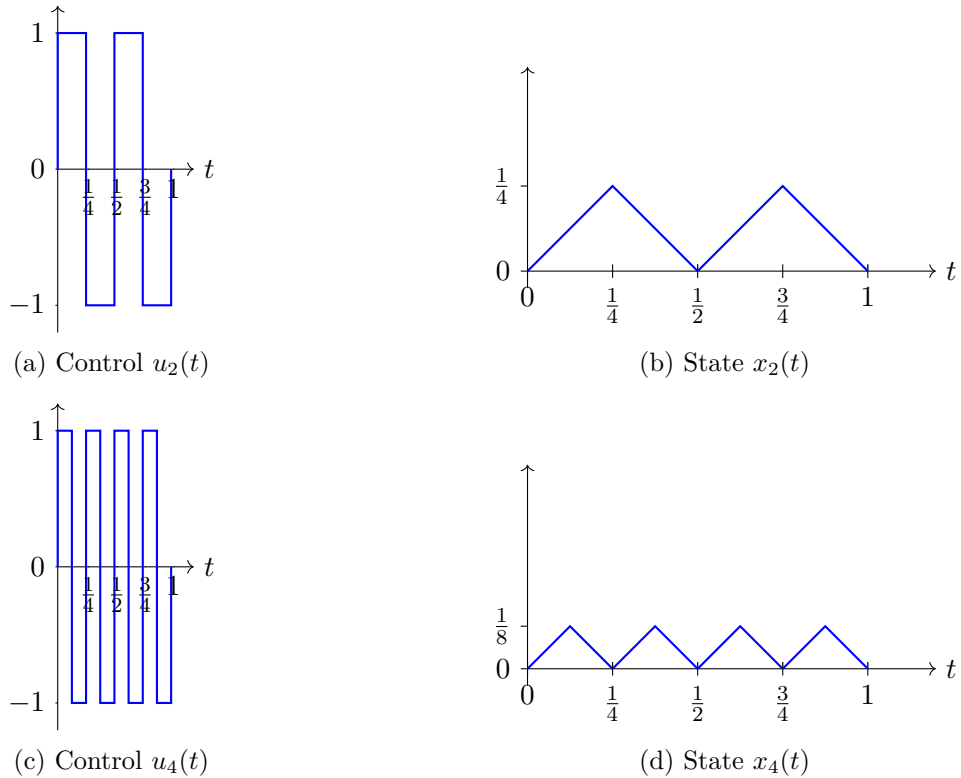 1
0
−1
1/4 1/2 3/4 1
t
(a) Control u₂(t)
1/4
0
0 1/4 1/2 3/4 1
t
(b) State x₂(t)
1
0
−1
1/4 1/2 3/4 1
t
(c) Control u₄(t)
1/8
0
0 1/4 1/2 3/4 1
t
(d) State x₄(t)